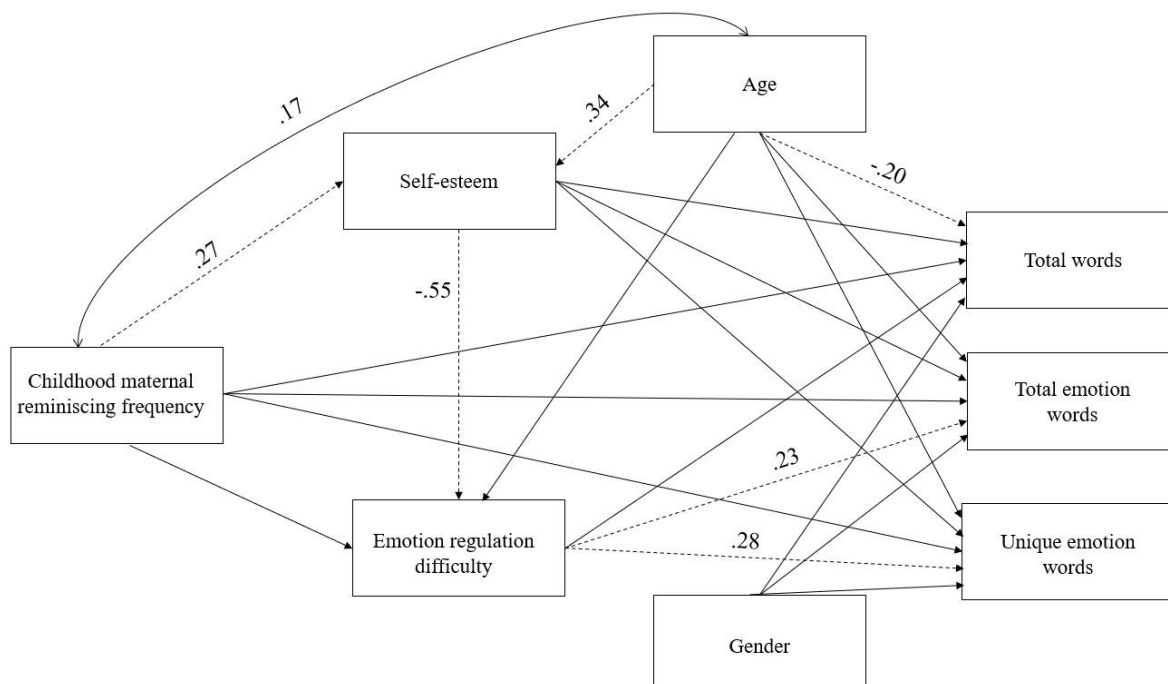 Age
.17
.34
Self-esteem
-.20
Total words
.27
-.55
Childhood maternal
reminiscing frequency
Total emotion
words
.23
Emotion regulation
difficulty
.28
Unique emotion
words
Gender